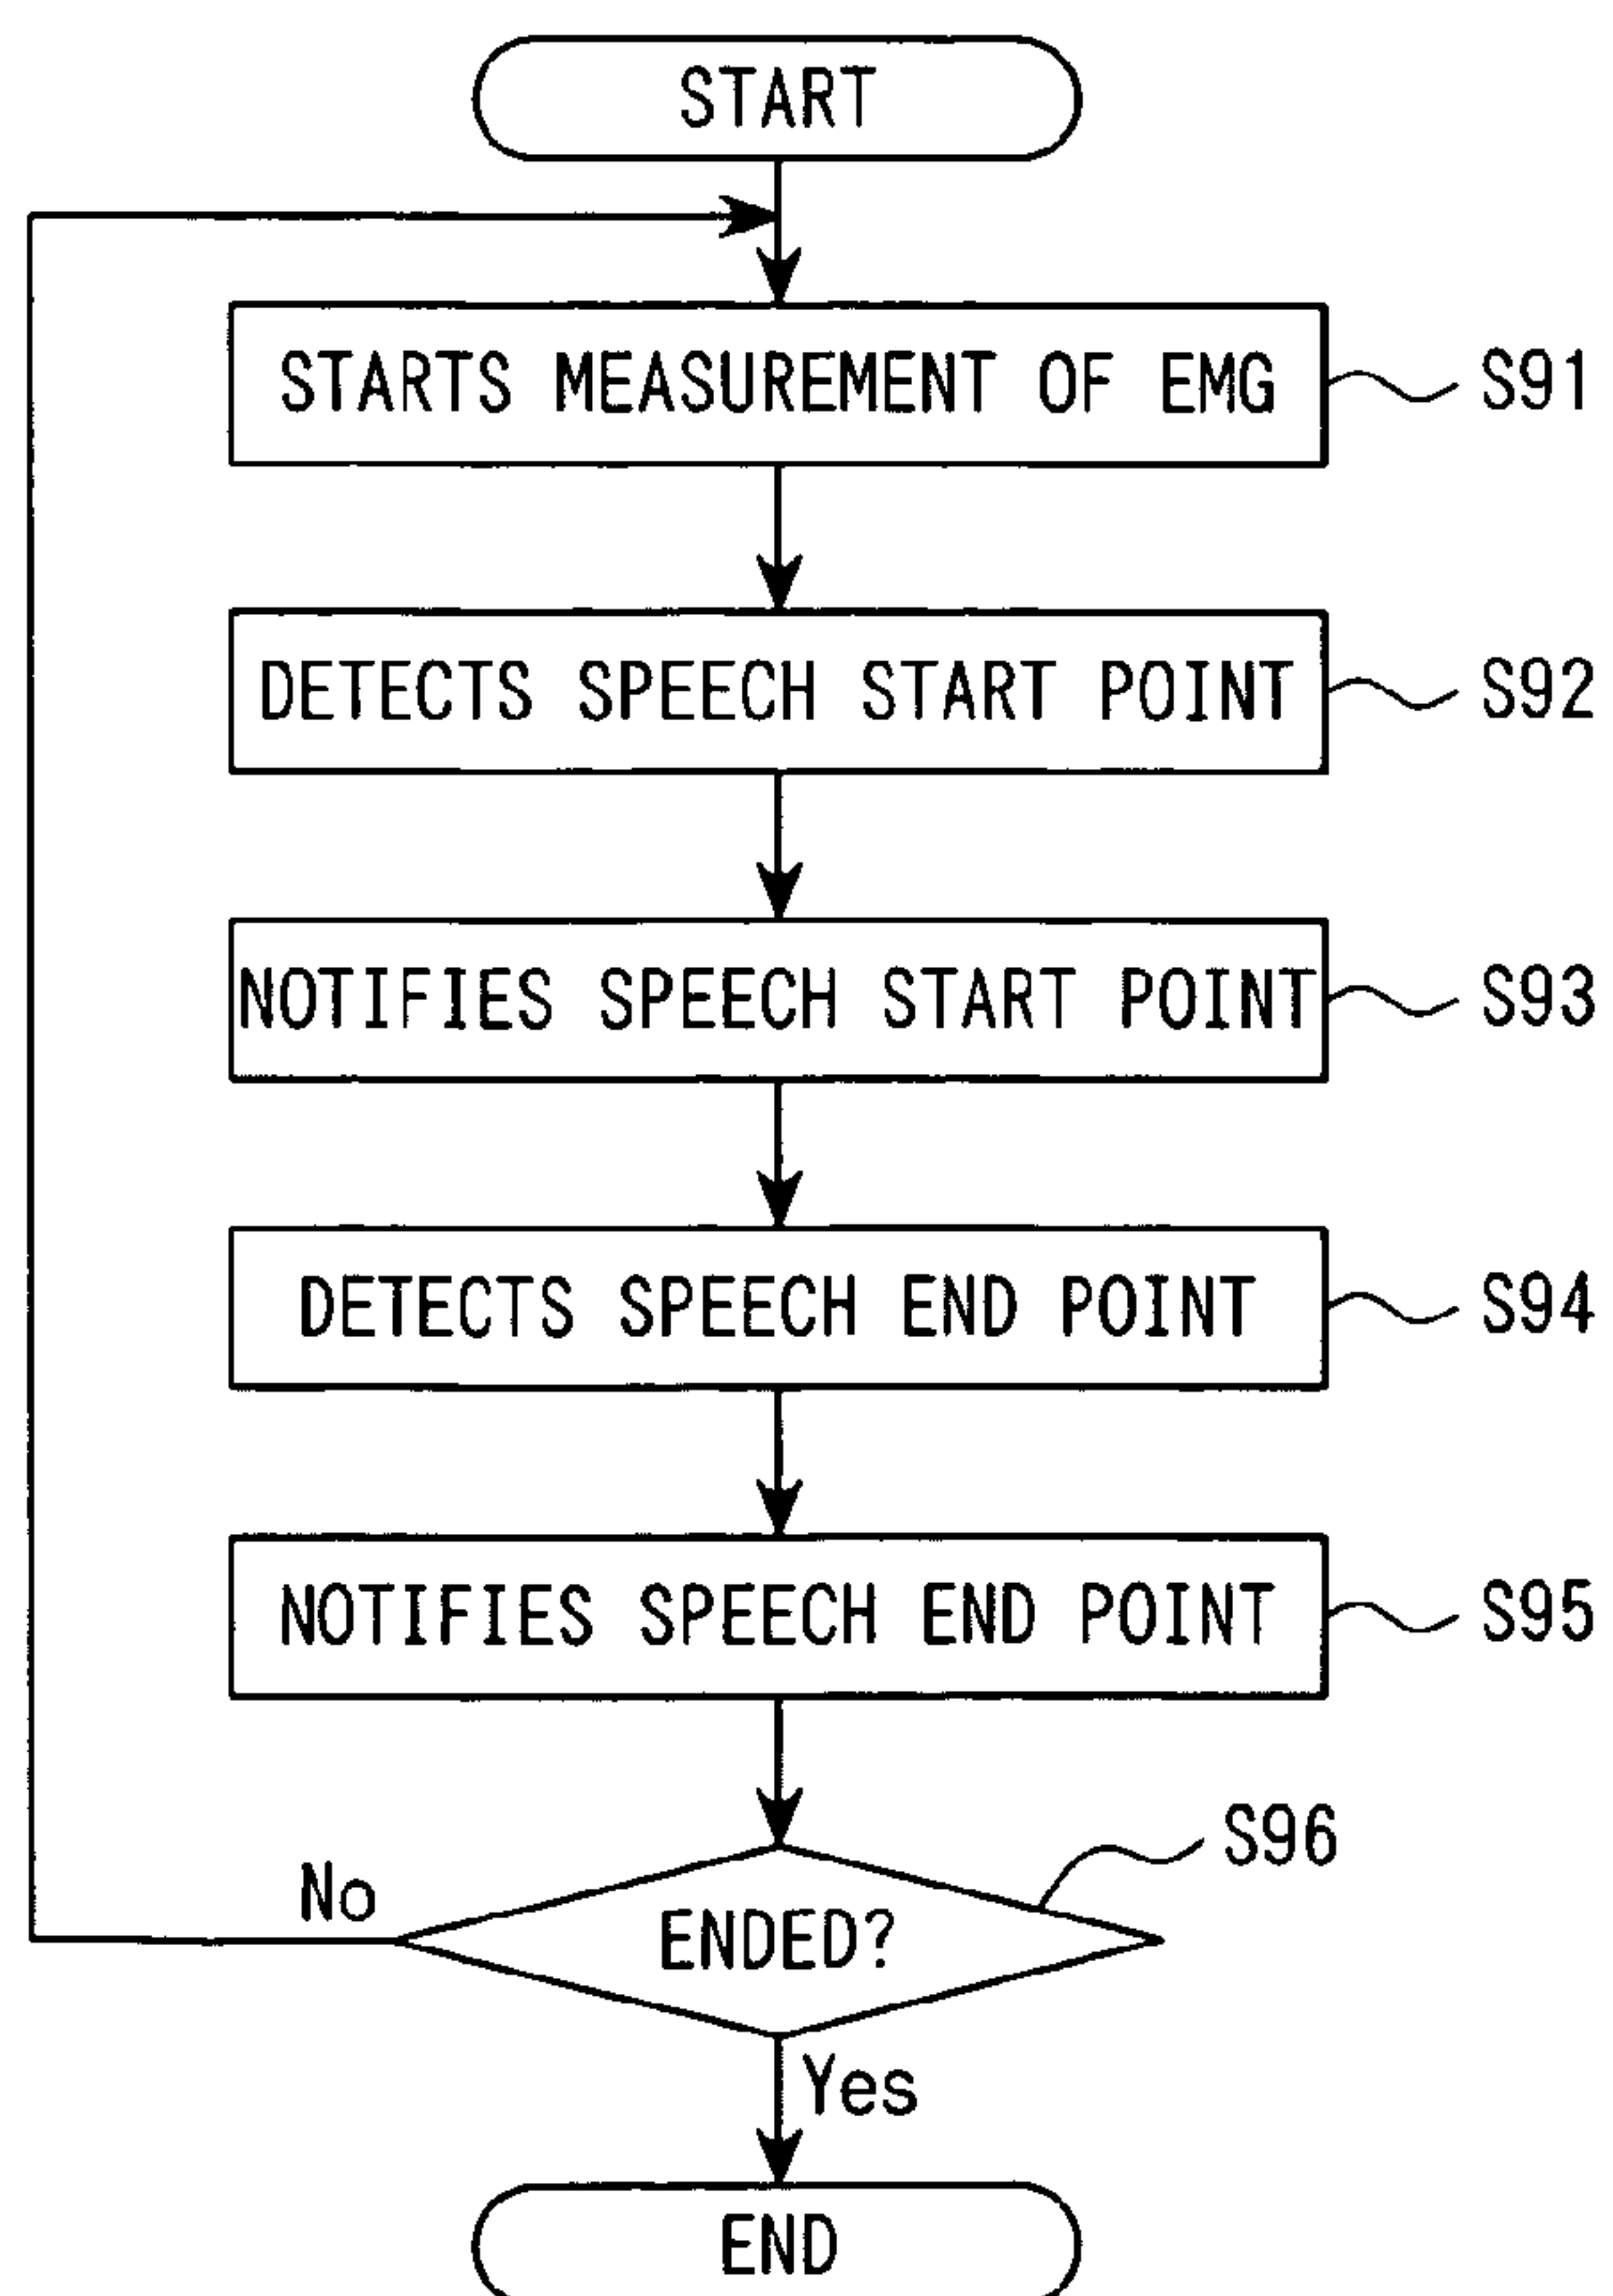 START
STARTS MEASUREMENT OF EMG
S91
DETECTS SPEECH START POINT
S92
NOTIFIES SPEECH START POINT
S93
DETECTS SPEECH END POINT
S94
NOTIFIES SPEECH END POINT
S95
S96
No
ENDED?
Yes
END